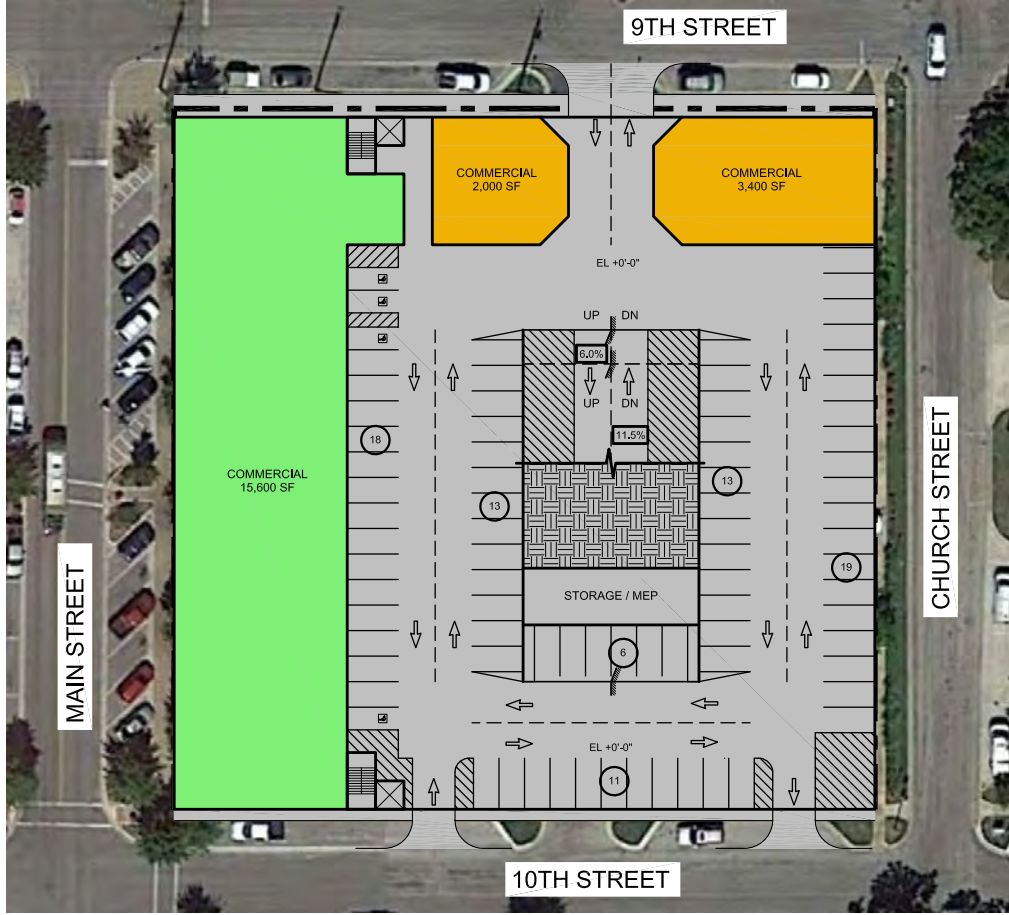 9TH STREET
COMMERCIAL
2,000 SF
COMMERCIAL
3,400 SF
EL +0'-0"
UP DN
6.0%
UP DN
11.5%
18
COMMERCIAL
15,600 SF
13
13
19
STORAGE / MEP
6
MAIN STREET
CHURCH STREET
EL +0'-0"
11
10TH STREET